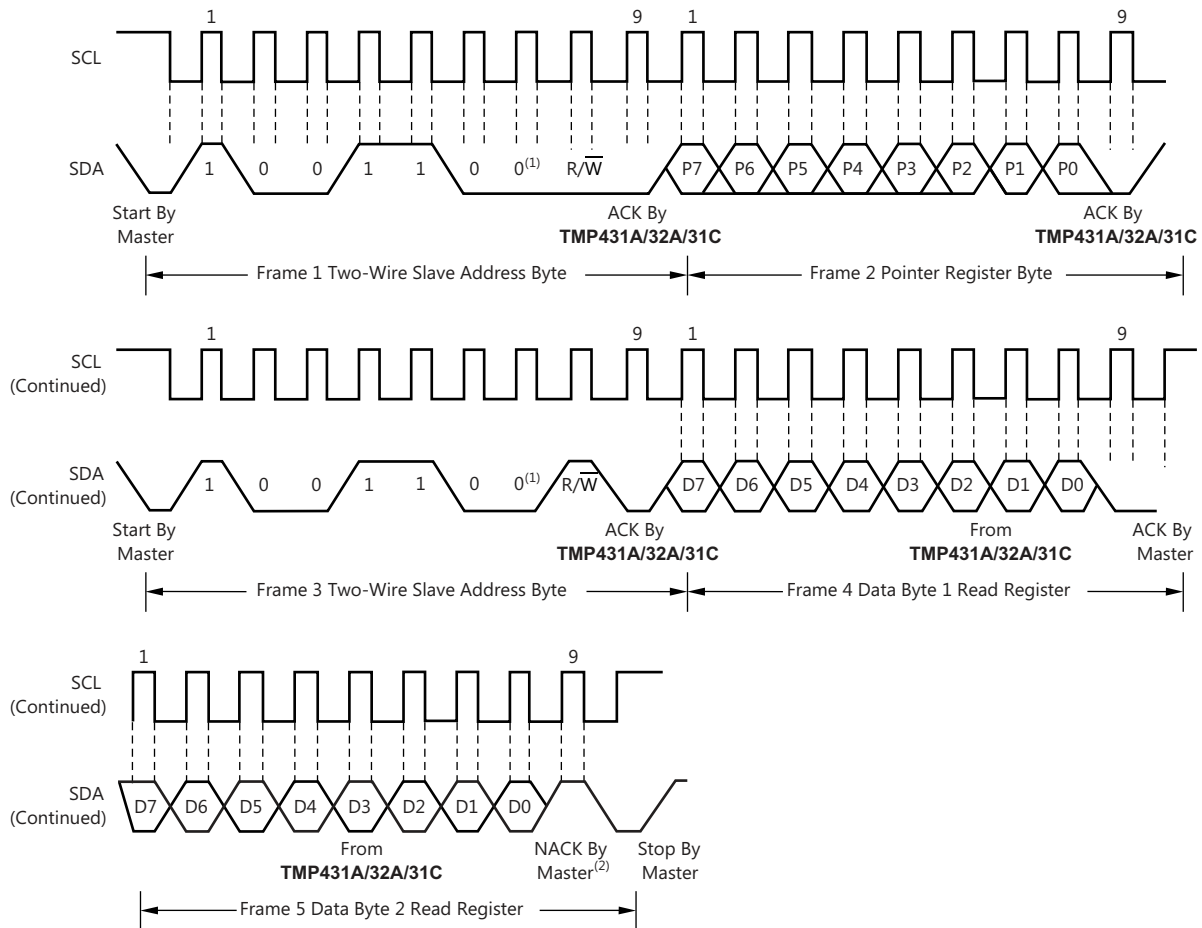 1 9 1 9
SCL
SDA
1 0 0 1 1 0 0(1) R/W P7 P6 P5 P4 P3 P2 P1 P0
Start By
Master
ACK By
TMP431A/32A/31C
ACK By
TMP431A/32A/31C
Frame 1 Two-Wire Slave Address Byte
Frame 2 Pointer Register Byte
1 9 1 9
SCL
(Continued)
SDA
(Continued)
1 0 0 1 1 0 0(1) R/W D7 D6 D5 D4 D3 D2 D1 D0
Start By
Master
ACK By
TMP431A/32A/31C
From
TMP431A/32A/31C
ACK By
Master
Frame 3 Two-Wire Slave Address Byte
Frame 4 Data Byte 1 Read Register
1 9
SCL
(Continued)
SDA
(Continued)
D7 D6 D5 D4 D3 D2 D1 D0
From
TMP431A/32A/31C
NACK By
Master(2)
Stop By
Master
Frame 5 Data Byte 2 Read Register